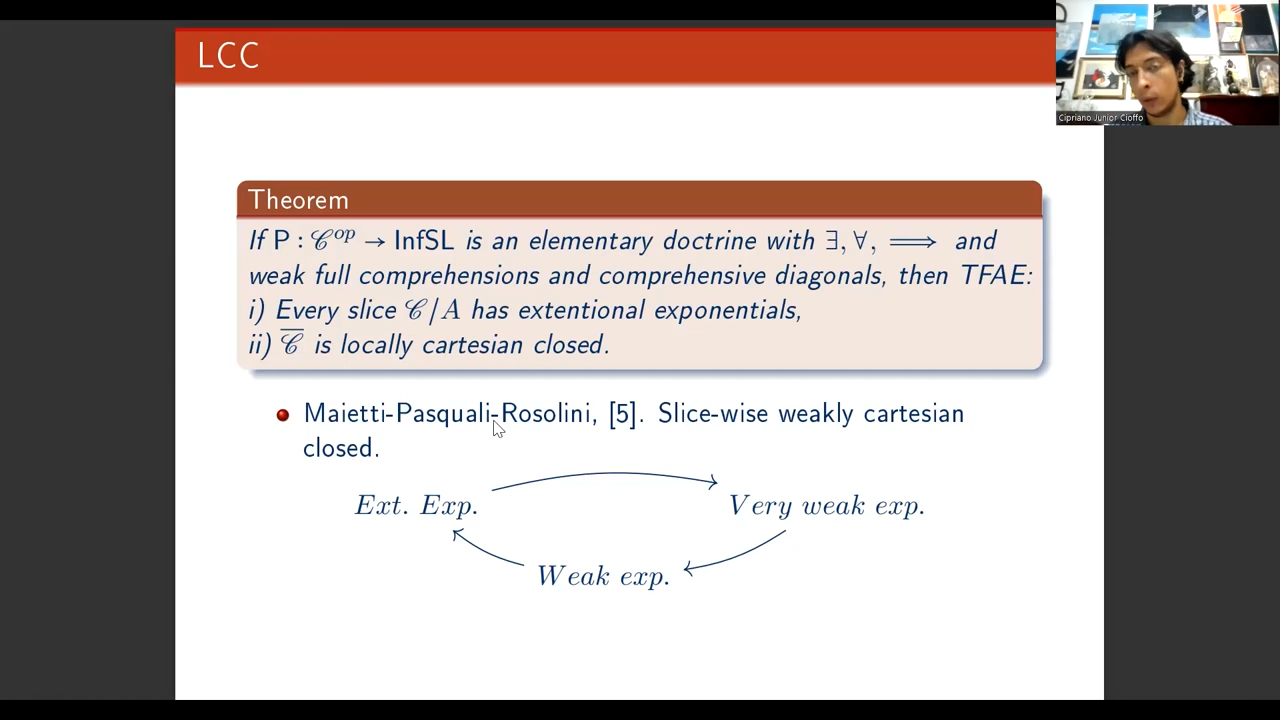 LCC
Cipriano Junior Cioffo
Theorem
If P : 𝒞^op → InfSL is an elementary doctrine with ∃, ∀, ⟹ and
weak full comprehensions and comprehensive diagonals, then TFAE:
i) Every slice 𝒞/A has extentional exponentials,
ii) 𝒞̅ is locally cartesian closed.
Maietti-Pasquali-Rosolini, [5]. Slice-wise weakly cartesian
closed.
Ext. Exp.
Very weak exp.
Weak exp.